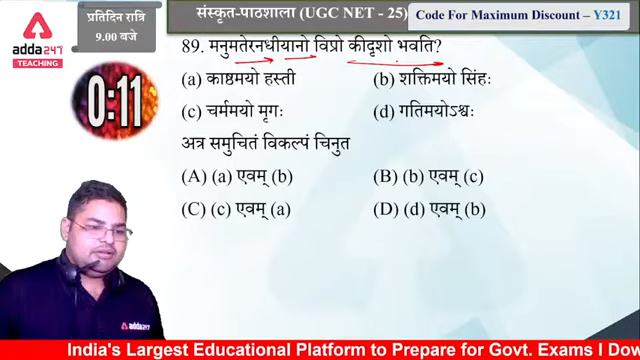 adda247
TEACHING
प्रतिदिन रात्रि
9.00 बजे
संस्कृत-पाठशाला (UGC NET - 25)
Code For Maximum Discount – Y321
89. मनुमतेरनधीयानो विप्रो कीदृशो भवति?
(a) काष्ठमयो हस्ती (b) शक्तिमयो सिंहः
(c) चर्ममयो मृगः (d) गतिमयोऽश्वः
अत्र समुचितं विकल्पं चिनुत
(A) (a) एवम् (b) (B) (b) एवम् (c)
(C) (c) एवम् (a) (D) (d) एवम् (b)
0:11
India's Largest Educational Platform to Prepare for Govt. Exams I Dow